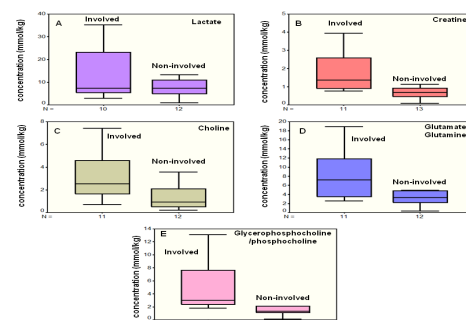 A
Involved
Lactate
Non-involved
concentration (mmol/kg)
40
30
20
10
0
N =
10
12
B
Involved
Creatine
Non-involved
concentration (mmol/kg)
5
4
3
2
1
0
N =
11
13
C
Involved
Choline
Non-involved
concentration (mmol/kg)
8
6
4
2
0
N =
11
12
D
Involved
Glutamate
Glutamine
Non-involved
concentration (mmol/kg)
20
18
16
14
12
10
8
6
4
2
0
N =
11
12
E
Glycerophosphocholine
/phosphocholine
Involved
Non-involved
concentration (mmol/kg)
14
12
10
8
6
4
2
0